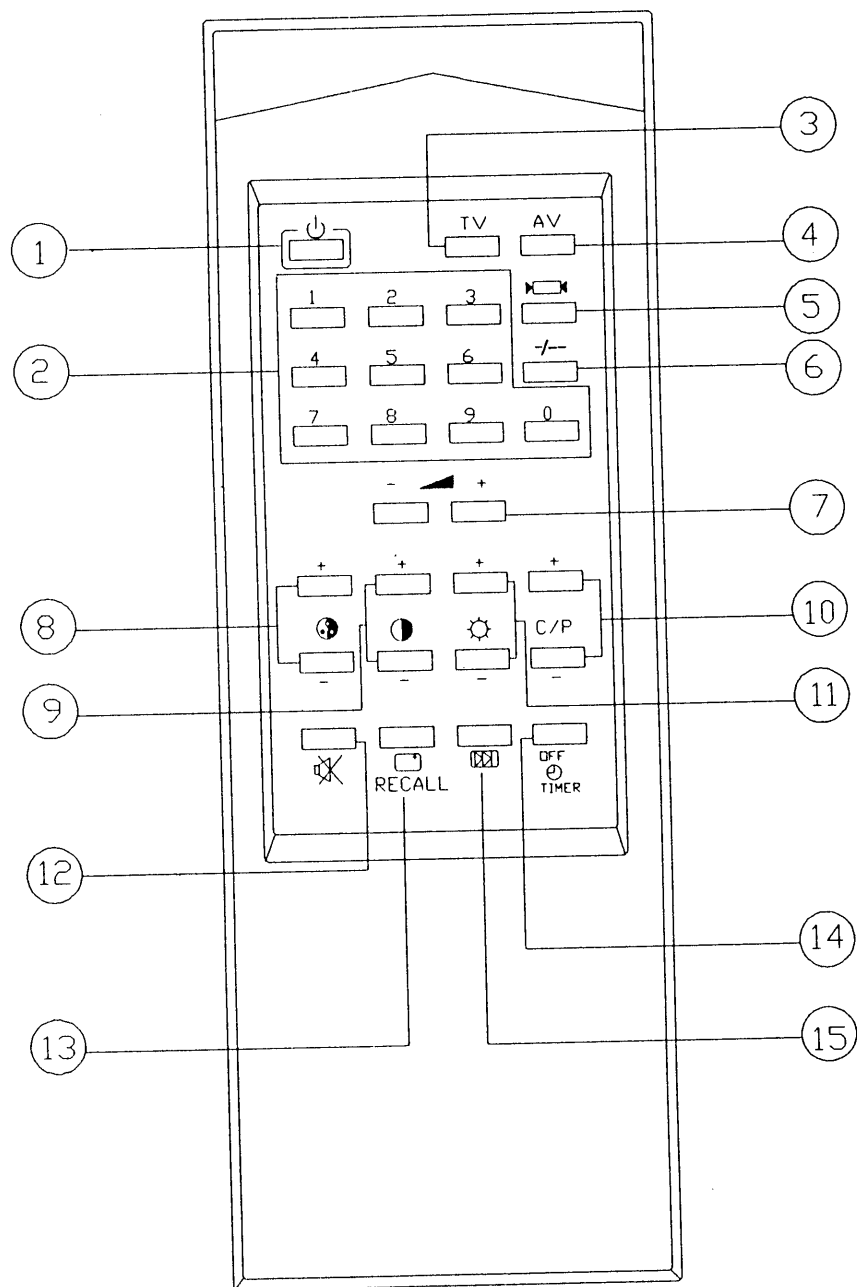 3
TV AV
1 4
1 2 3
5
-/--
2 4 5 6 6
7 8 9 0
- +
7
+ + + +
8 C/P 10
- - - -
9 11
OFF
RECALL
TIMER
12
14
13 15